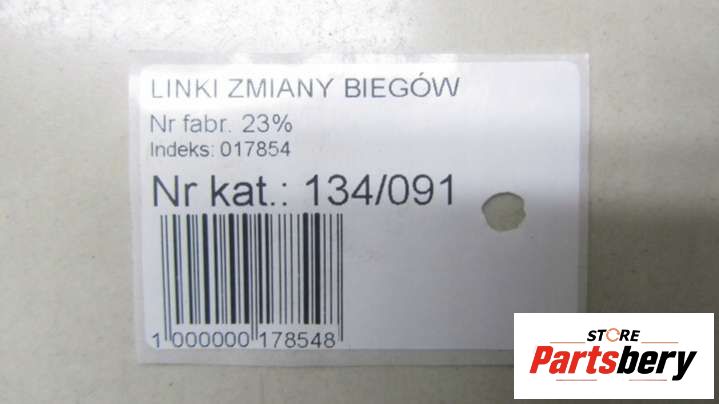 LINKI ZMIANY BIEGÓW
Nr fabr. 23%
Indeks: 017854
Nr kat.: 134/091
1 000000 178548
STORE
Partsbery